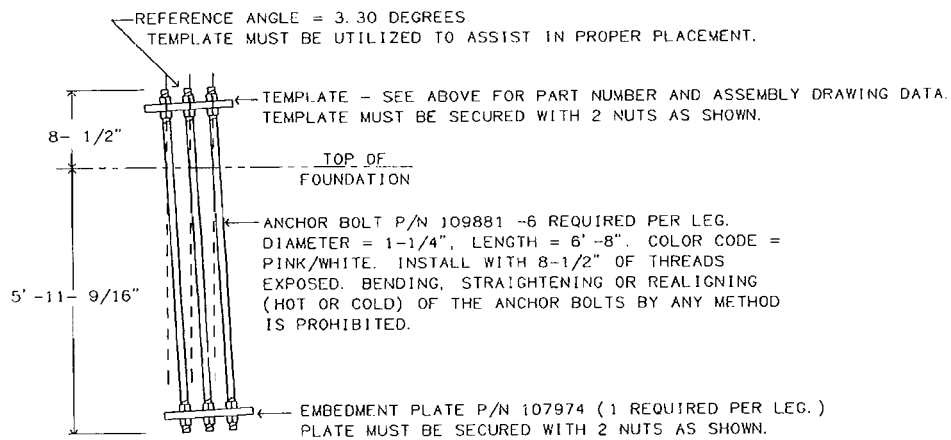 REFERENCE ANGLE = 3.30 DEGREES
TEMPLATE MUST BE UTILIZED TO ASSIST IN PROPER PLACEMENT.
TEMPLATE - SEE ABOVE FOR PART NUMBER AND ASSEMBLY DRAWING DATA.
TEMPLATE MUST BE SECURED WITH 2 NUTS AS SHOWN.
8- 1/2"
TOP OF
FOUNDATION
ANCHOR BOLT P/N 109881 -6 REQUIRED PER LEG.
DIAMETER = 1-1/4", LENGTH = 6'-8". COLOR CODE =
PINK/WHITE. INSTALL WITH 8-1/2" OF THREADS
EXPOSED. BENDING, STRAIGHTENING OR REALIGNING
(HOT OR COLD) OF THE ANCHOR BOLTS BY ANY METHOD
IS PROHIBITED.
5'-11- 9/16"
EMBEDMENT PLATE P/N 107974 (1 REQUIRED PER LEG.)
PLATE MUST BE SECURED WITH 2 NUTS AS SHOWN.